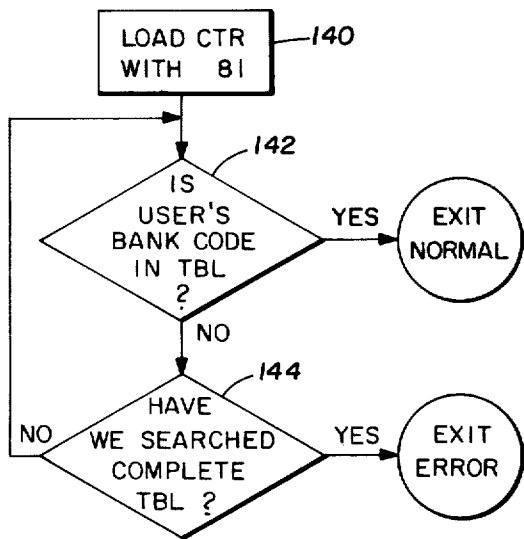 LOAD CTR
WITH 81
140
142
IS
USER'S
BANK CODE
IN TBL
?
YES
EXIT
NORMAL
NO
144
HAVE
WE SEARCHED
COMPLETE
TBL ?
NO
YES
EXIT
ERROR